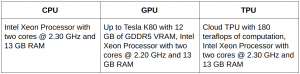 CPU
GPU
TPU
Intel Xeon Processor with
two cores @ 2.30 GHz and
13 GB RAM
Up to Tesla K80 with 12
GB of GDDR5 VRAM, Intel
Xeon Processor with two
cores @ 2.20 GHz and 13
GB RAM
Cloud TPU with 180
teraflops of computation,
Intel Xeon Processor with
two cores @ 2.30 GHz and
13 GB RAM